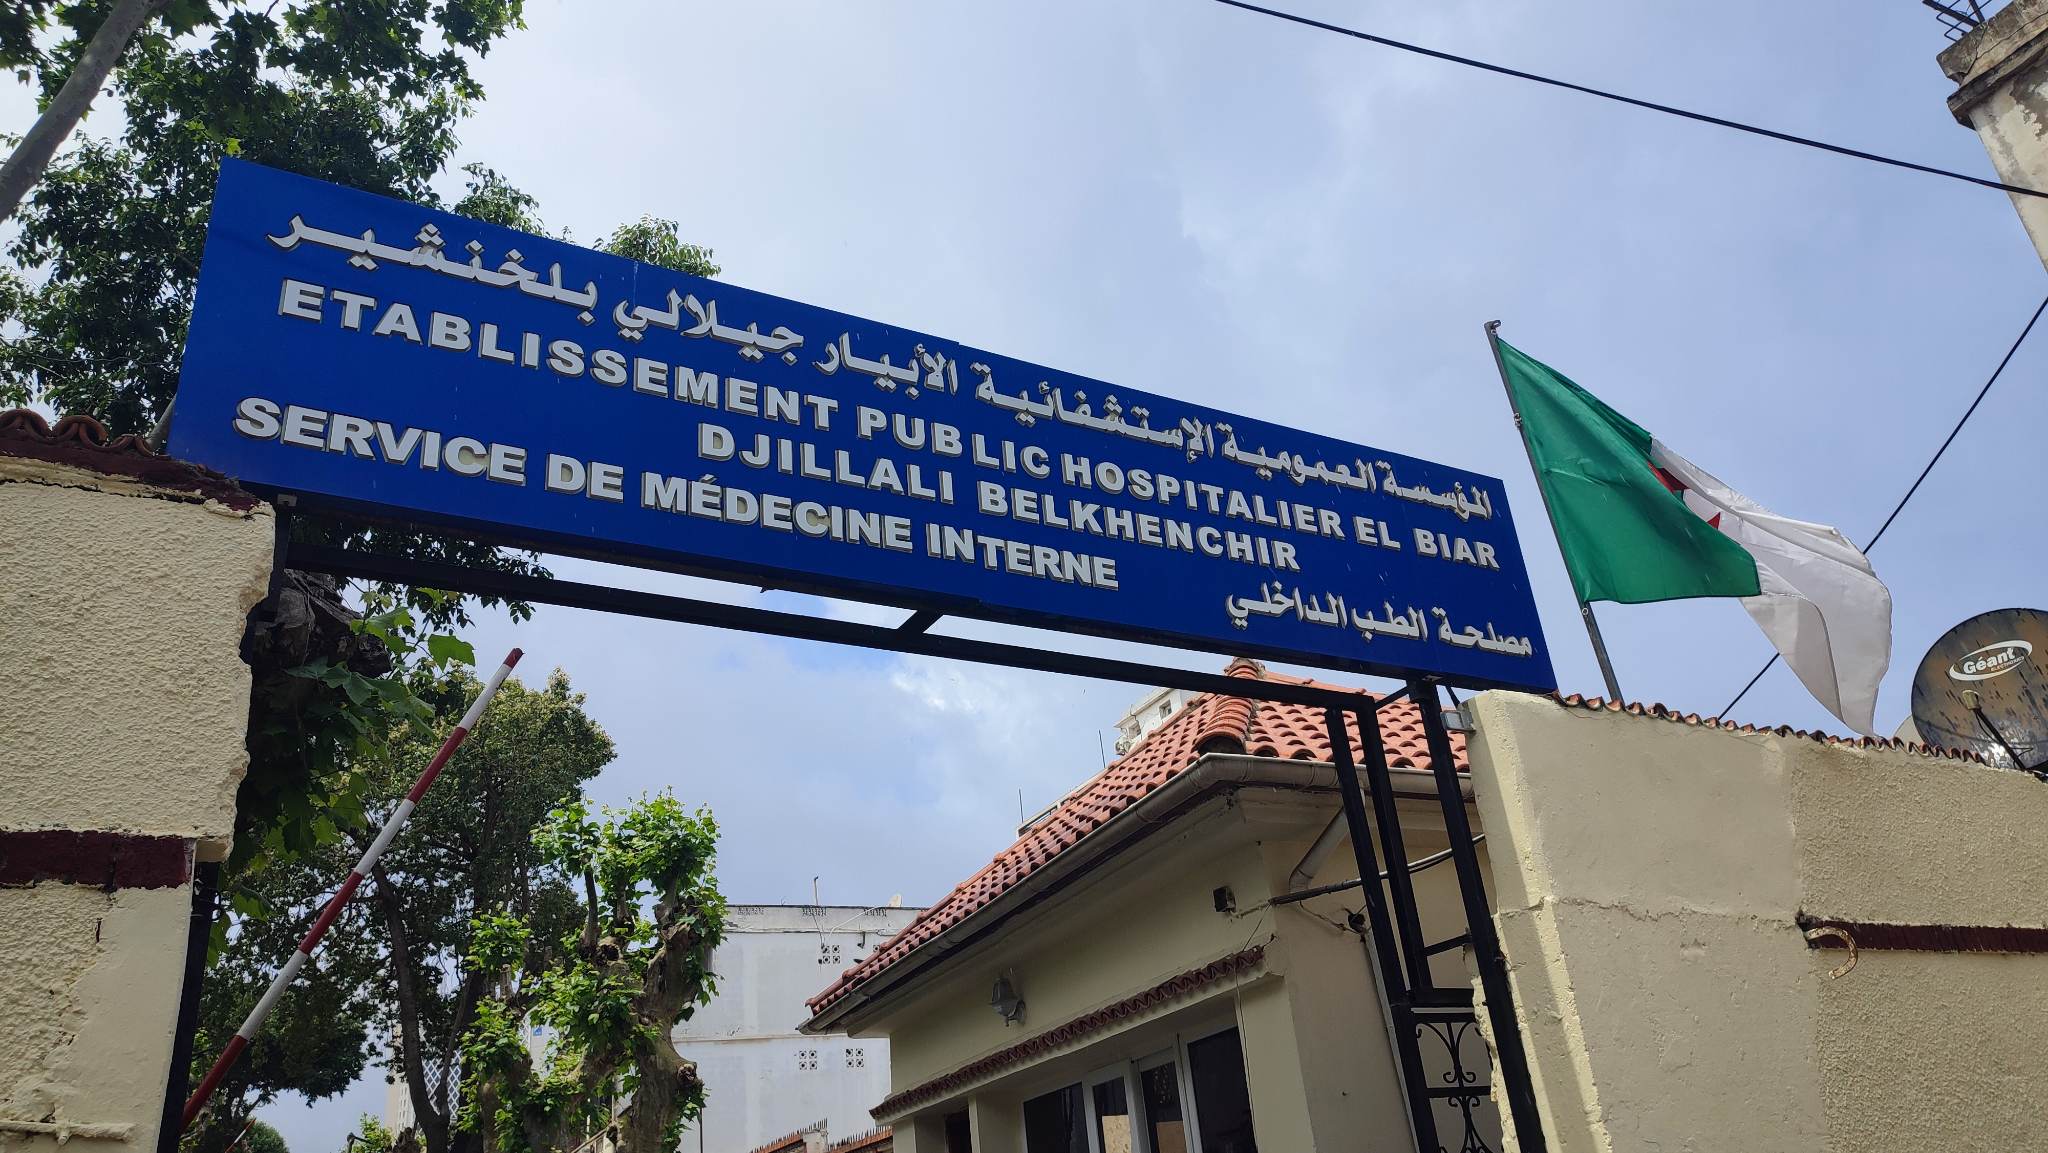 المؤسسة العمومية الإستشفائية الأبيار جيلالي بلخنشير
ETABLISSEMENT PUBLIC HOSPITALIER EL BIAR
DJILLALI BELKHENCHIR
SERVICE DE MÉDECINE INTERNE
مصلحة الطب الداخلي
Géant
ELECTRONICS